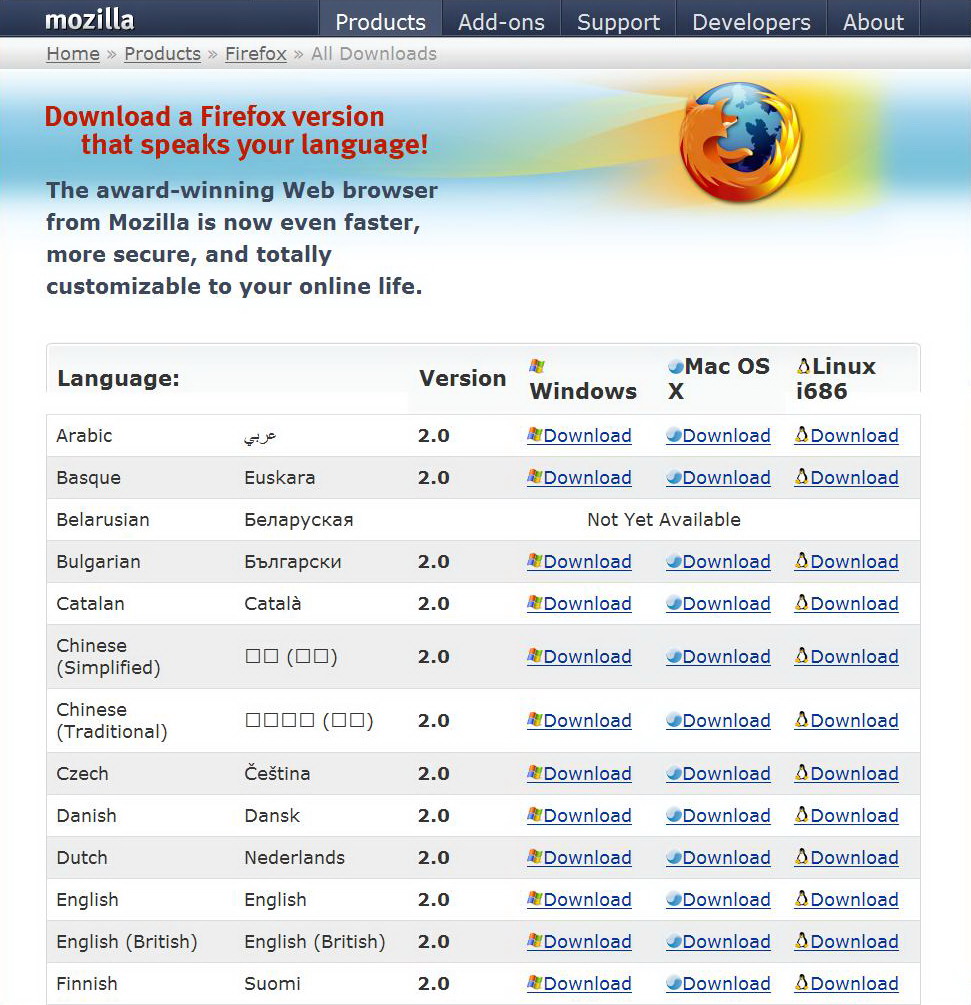 mozilla
Products
Add-ons
Support
Developers
About
Home » Products » Firefox » All Downloads
Download a Firefox version
that speaks your language!
The award-winning Web browser
from Mozilla is now even faster,
more secure, and totally
customizable to your online life.
Language: Version Windows Mac OS X Linux i686
Arabic عربي 2.0 Download Download Download
Basque Euskara 2.0 Download Download Download
Belarusian Беларуская Not Yet Available
Bulgarian Български 2.0 Download Download Download
Catalan Català 2.0 Download Download Download
Chinese (Simplified) □□ (□□) 2.0 Download Download Download
Chinese (Traditional) □□□□ (□□) 2.0 Download Download Download
Czech Čeština 2.0 Download Download Download
Danish Dansk 2.0 Download Download Download
Dutch Nederlands 2.0 Download Download Download
English English 2.0 Download Download Download
English (British) English (British) 2.0 Download Download Download
Finnish Suomi 2.0 Download Download Download